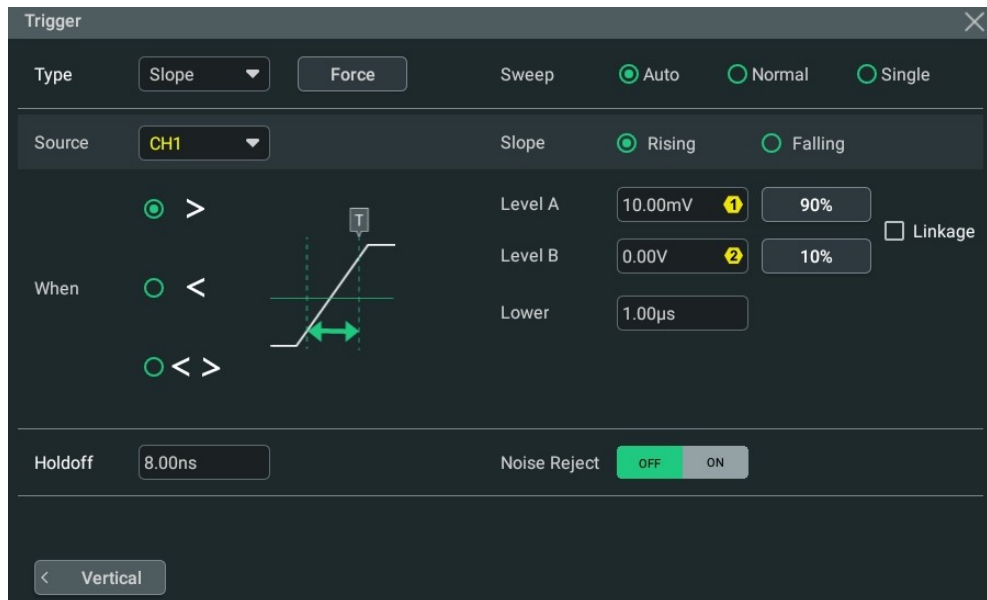 Trigger
Type Slope Force Sweep Auto Normal Single
Source CH1 Slope Rising Falling
> T Level A 10.00mV 1 90%
Linkage
Level B 0.00V 2 10%
When <
Lower 1.00µs
< >
Holdoff 8.00ns Noise Reject OFF ON
< Vertical